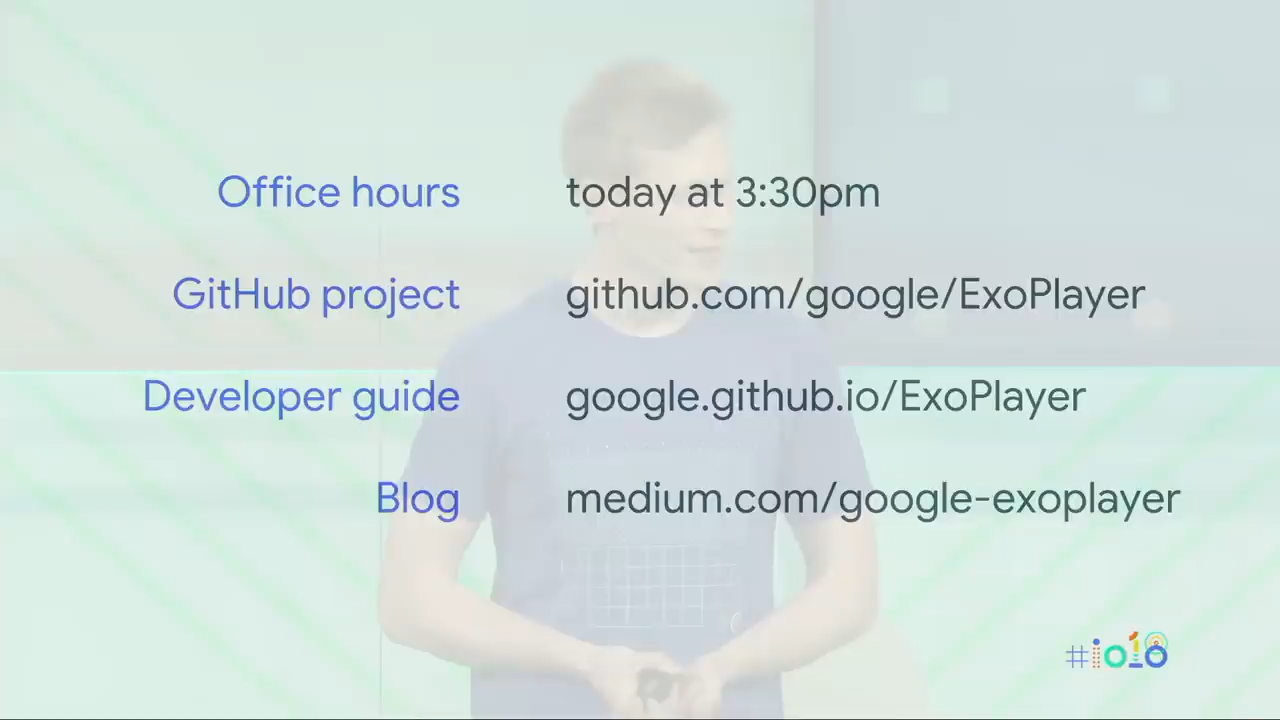 Office hours today at 3:30pm
GitHub project github.com/google/ExoPlayer
Developer guide google.github.io/ExoPlayer
Blog medium.com/google-exoplayer
#io18